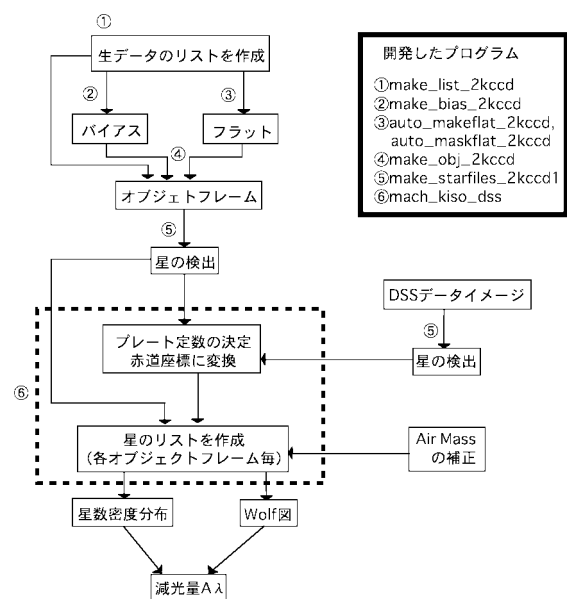 ①
生データのリストを作成
②
③
バイアス
フラット
④
オブジェトフレーム
⑤
星の検出
DSSデータイメージ
⑤
星の検出
プレート定数の決定
赤道座標に変換
⑥
星のリストを作成
（各オブジェクトフレーム毎）
Air Mass
の補正
星数密度分布
Wolf図
減光量Aλ
開発したプログラム
①make_list_2kccd
②make_bias_2kccd
③auto_makeflat_2kccd,
auto_maskflat_2kccd
④make_obj_2kccd
⑤make_starfiles_2kccd1
⑥mach_kiso_dss